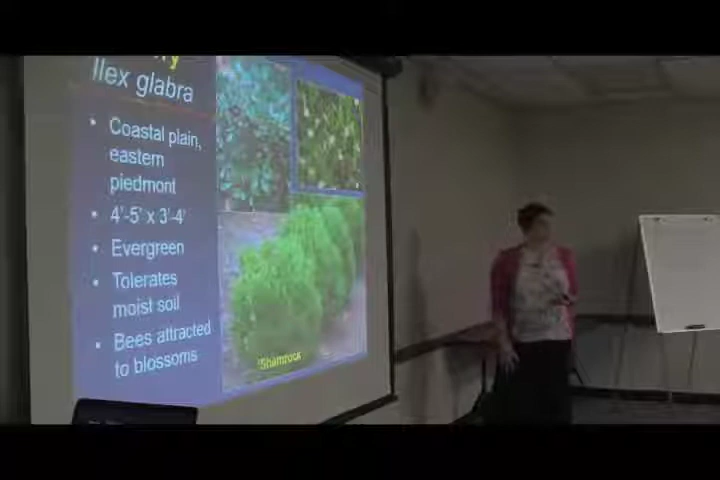 Ilex glabra
• Coastal plain,
eastern
piedmont
• 4'-5' x 3'-4'
• Evergreen
• Tolerates
moist soil
• Bees attracted
to blossoms
'Shamrock